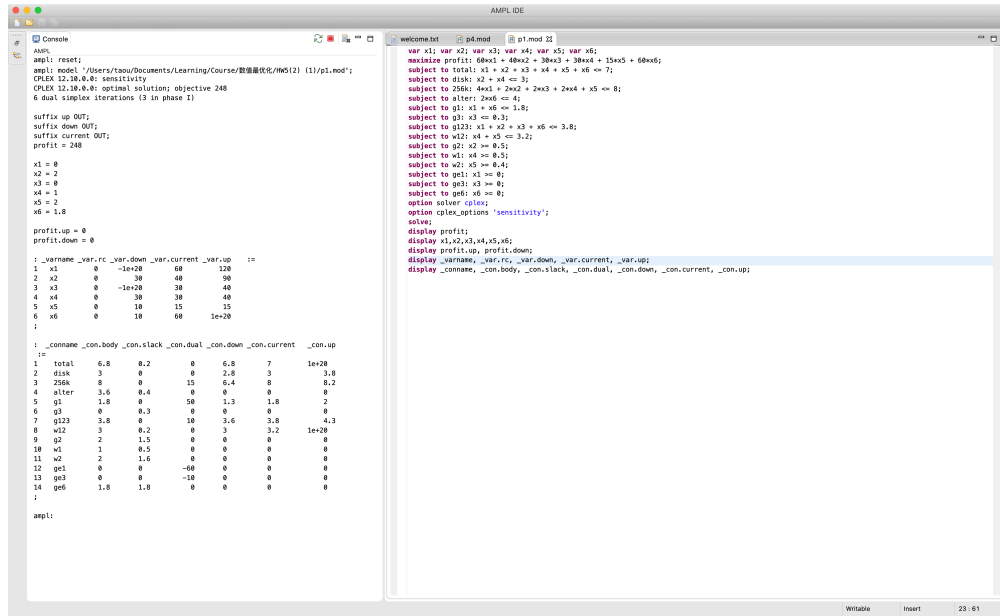 AMPL IDE
Console
AMPL
ampl: reset;
ampl: model '/Users/taou/Documents/Learning/Course/数值最优化/HW5(2) (1)/p1.mod';
CPLEX 12.10.0.0: sensitivity
CPLEX 12.10.0.0: optimal solution; objective 248
6 dual simplex iterations (3 in phase I)
suffix up OUT;
suffix down OUT;
suffix current OUT;
profit = 248
x1 = 0
x2 = 2
x3 = 0
x4 = 1
x5 = 2
x6 = 1.8
profit.up = 0
profit.down = 0
: _varname _var.rc _var.down _var.current _var.up :=
1 x1 0 -1e+20 60 120
2 x2 0 30 40 90
3 x3 0 -1e+20 30 40
4 x4 0 30 30 40
5 x5 0 10 15 15
6 x6 0 10 60 1e+20
;
: _conname _con.body _con.slack _con.dual _con.down _con.current _con.up
:=
1 total 6.8 0.2 0 6.8 7 1e+20
2 disk 3 0 0 2.8 3 3.8
3 256k 8 0 15 6.4 8 8.2
4 alter 3.6 0.4 0 0 0 0
5 g1 1.8 0 50 1.3 1.8 2
6 g3 0 0.3 0 0 0 0
7 g123 3.8 0 10 3.6 3.8 4.3
8 w12 3 0.2 0 3 3.2 1e+20
9 g2 2 1.5 0 0 0 0
10 w1 1 0.5 0 0 0 0
11 w2 2 1.6 0 0 0 0
12 ge1 0 0 -60 0 0 0
13 ge3 0 0 -10 0 0 0
14 ge6 1.8 1.8 0 0 0 0
;
ampl:
welcome.txt p4.mod p1.mod
var x1; var x2; var x3; var x4; var x5; var x6;
maximize profit: 60*x1 + 40*x2 + 30*x3 + 30*x4 + 15*x5 + 60*x6;
subject to total: x1 + x2 + x3 + x4 + x5 + x6 <= 7;
subject to disk: x2 + x4 <= 3;
subject to 256k: 4*x1 + 2*x2 + 2*x3 + 2*x4 + x5 <= 8;
subject to alter: 2*x6 <= 4;
subject to g1: x1 + x6 <= 1.8;
subject to g3: x3 <= 0.3;
subject to g123: x1 + x2 + x3 + x6 <= 3.8;
subject to w12: x4 + x5 <= 3.2;
subject to g2: x2 >= 0.5;
subject to w1: x4 >= 0.5;
subject to w2: x5 >= 0.4;
subject to ge1: x1 >= 0;
subject to ge3: x3 >= 0;
subject to ge6: x6 >= 0;
option solver cplex;
option cplex_options 'sensitivity';
solve;
display profit;
display x1,x2,x3,x4,x5,x6;
display profit.up, profit.down;
display _varname, _var.rc, _var.down, _var.current, _var.up;
display _conname, _con.body, _con.slack, _con.dual, _con.down, _con.current, _con.up;
Writable Insert 23 : 61